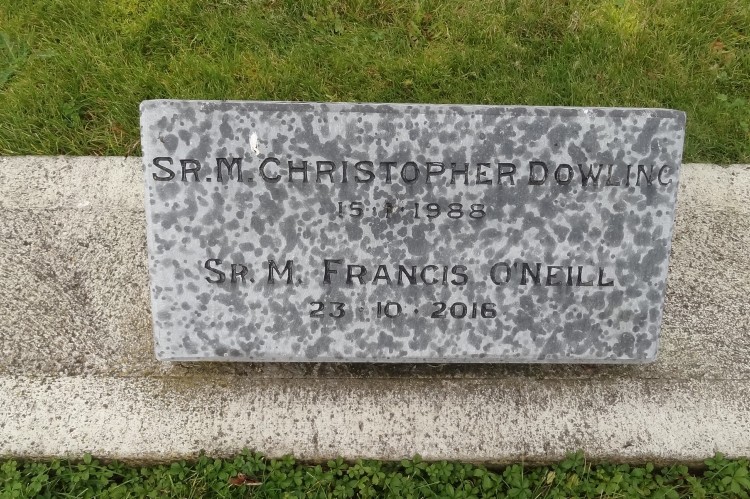 SR. M. CHRISTOPHER DOWLING
15·1·1988
SR. M. FRANCIS O'NEILL
23·10·2016